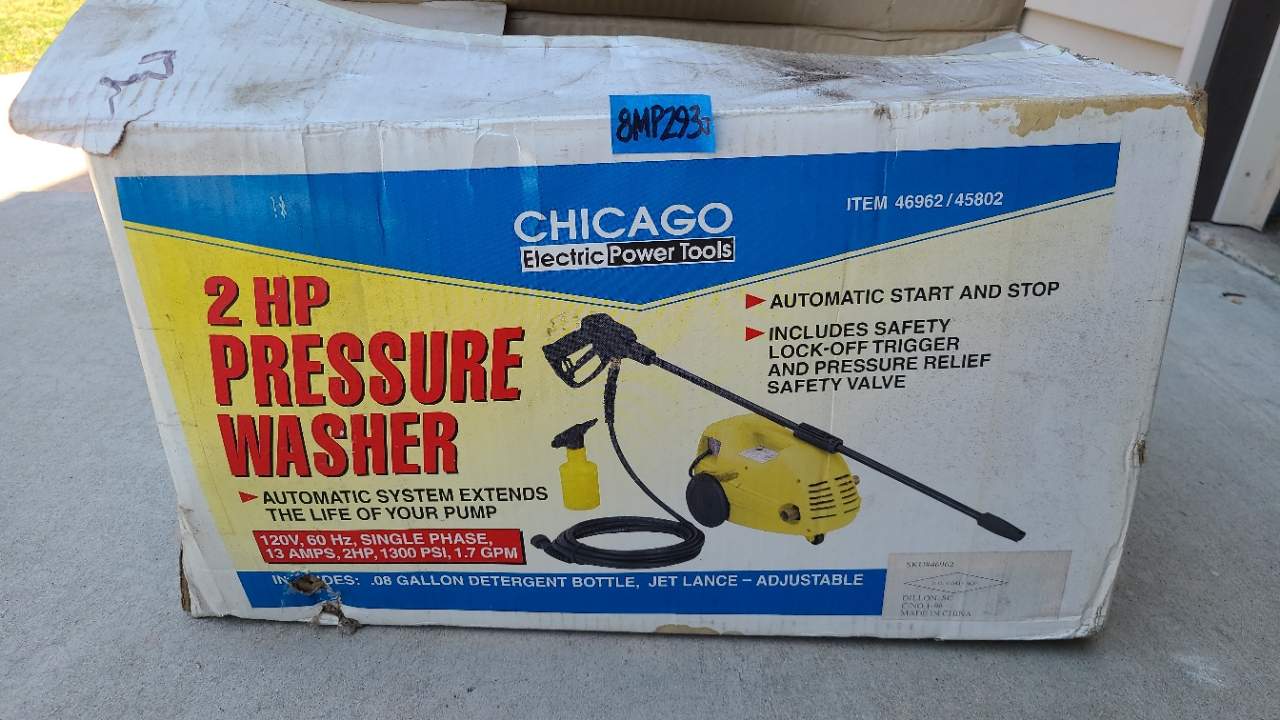 8MP293
CHICAGO
Electric Power Tools
ITEM 46962/45802
2 HP
PRESSURE
WASHER
AUTOMATIC SYSTEM EXTENDS
THE LIFE OF YOUR PUMP
120V, 60 Hz, SINGLE PHASE,
13 AMPS, 2HP, 1300 PSI, 1.7 GPM
AUTOMATIC START AND STOP
INCLUDES SAFETY
LOCK-OFF TRIGGER
AND PRESSURE RELIEF
SAFETY VALVE
INCLUDES: .08 GALLON DETERGENT BOTTLE, JET LANCE – ADJUSTABLE
SKU#46962
DILLON, SC
MADE IN CHINA